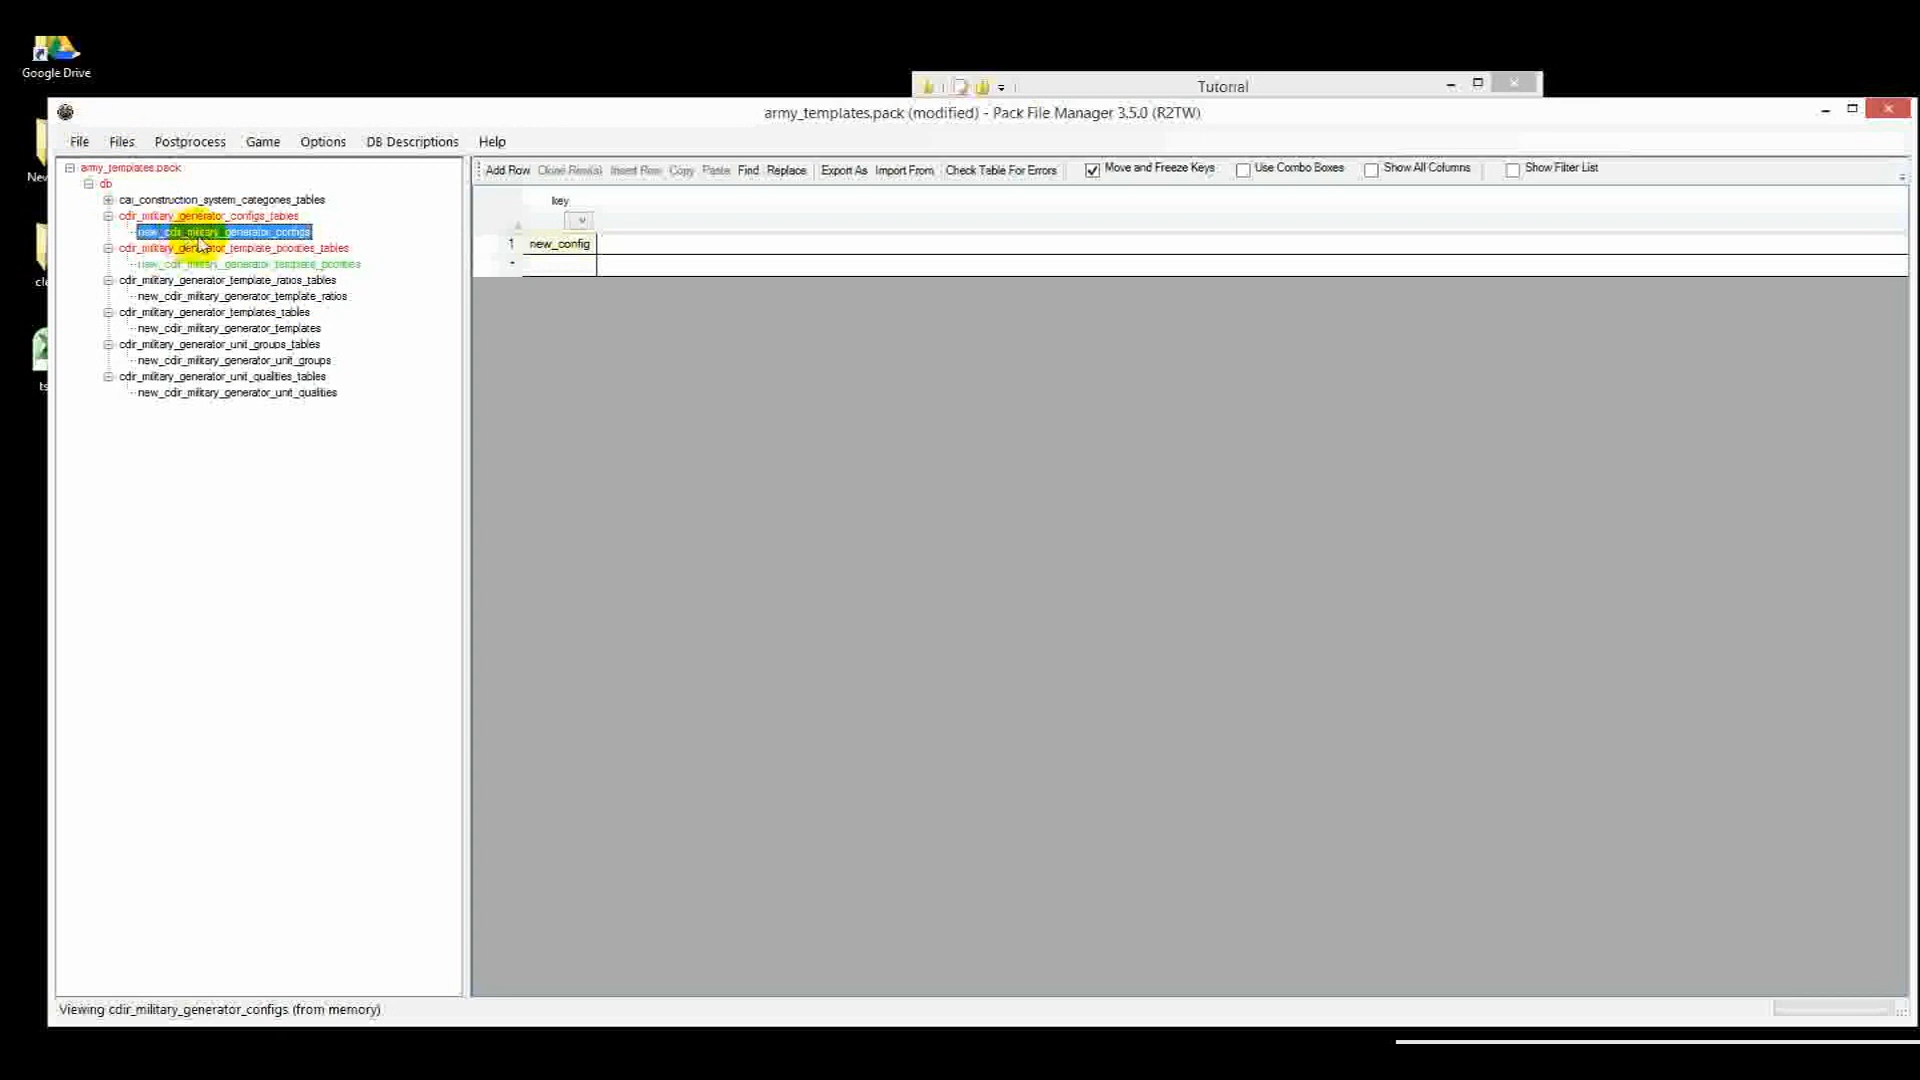 Google Drive
Tutorial
army_templates.pack (modified) - Pack File Manager 3.5.0 (R2TW)
File Files Postprocess Game Options DB Descriptions Help
army_templates.pack
db
cai_construction_system_categories_tables
cdir_military_generator_configs_tables
new_cdir_military_generator_configs
cdir_military_generator_template_priorities_tables
new_cdir_military_generator_template_priorities
cdir_military_generator_template_ratios_tables
new_cdir_military_generator_template_ratios
cdir_military_generator_templates_tables
new_cdir_military_generator_templates
cdir_military_generator_unit_groups_tables
new_cdir_military_generator_unit_groups
cdir_military_generator_unit_qualities_tables
new_cdir_military_generator_unit_qualities
Add Row Clone Row(s) Insert Row Copy Paste Find Replace Export As Import From Check Table For Errors Move and Freeze Keys Use Combo Boxes Show All Columns Show Filter List
key
1 new_config
New
cle
ts
Viewing cdir_military_generator_configs (from memory)